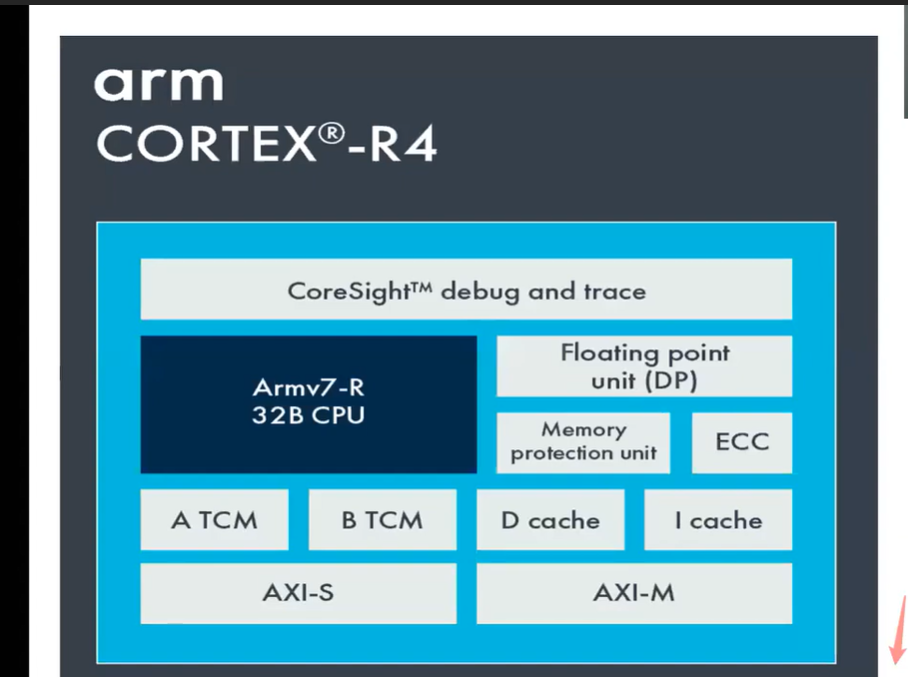 arm
CORTEX®-R4
CoreSight™ debug and trace
Armv7-R
32B CPU
Floating point
unit (DP)
Memory
protection unit
ECC
A TCM
B TCM
D cache
I cache
AXI-S
AXI-M